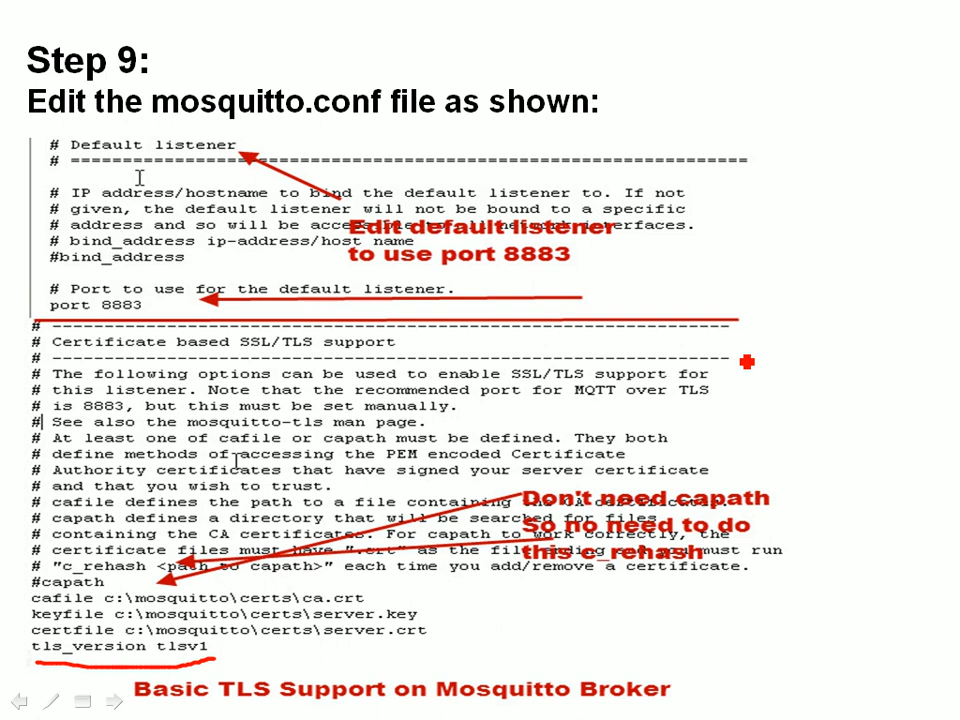 Step 9:
Edit the mosquitto.conf file as shown:
# Default listener
# =================================================================
# IP address/hostname to bind the default listener to. If not
# given, the default listener will not be bound to a specific
# address and so will be accessible to all network interfaces.
Edit default listener
# bind_address ip-address/host name
#bind_address
to use port 8883
# Port to use for the default listener.
port 8883
# -----------------------------------------------------------------
# Certificate based SSL/TLS support
# -----------------------------------------------------------------
# The following options can be used to enable SSL/TLS support for
# this listener. Note that the recommended port for MQTT over TLS
# is 8883, but this must be set manually.
# See also the mosquitto-tls man page.
# At least one of cafile or capath must be defined. They both
# define methods of accessing the PEM encoded Certificate
# Authority certificates that have signed your server certificate
# and that you wish to trust.
# cafile defines the path to a file containing the CA certificates.
Don't need capath
# capath defines a directory that will be searched for files
So no need to do
# containing the CA certificates. For capath to work correctly, the
# certificate files must have ".crt" as the file ending and you must run
this c_rehash
# "c_rehash <path to capath>" each time you add/remove a certificate.
#capath
cafile c:\mosquitto\certs\ca.crt
keyfile c:\mosquitto\certs\server.key
certfile c:\mosquitto\certs\server.crt
tls_version tlsv1
Basic TLS Support on Mosquitto Broker